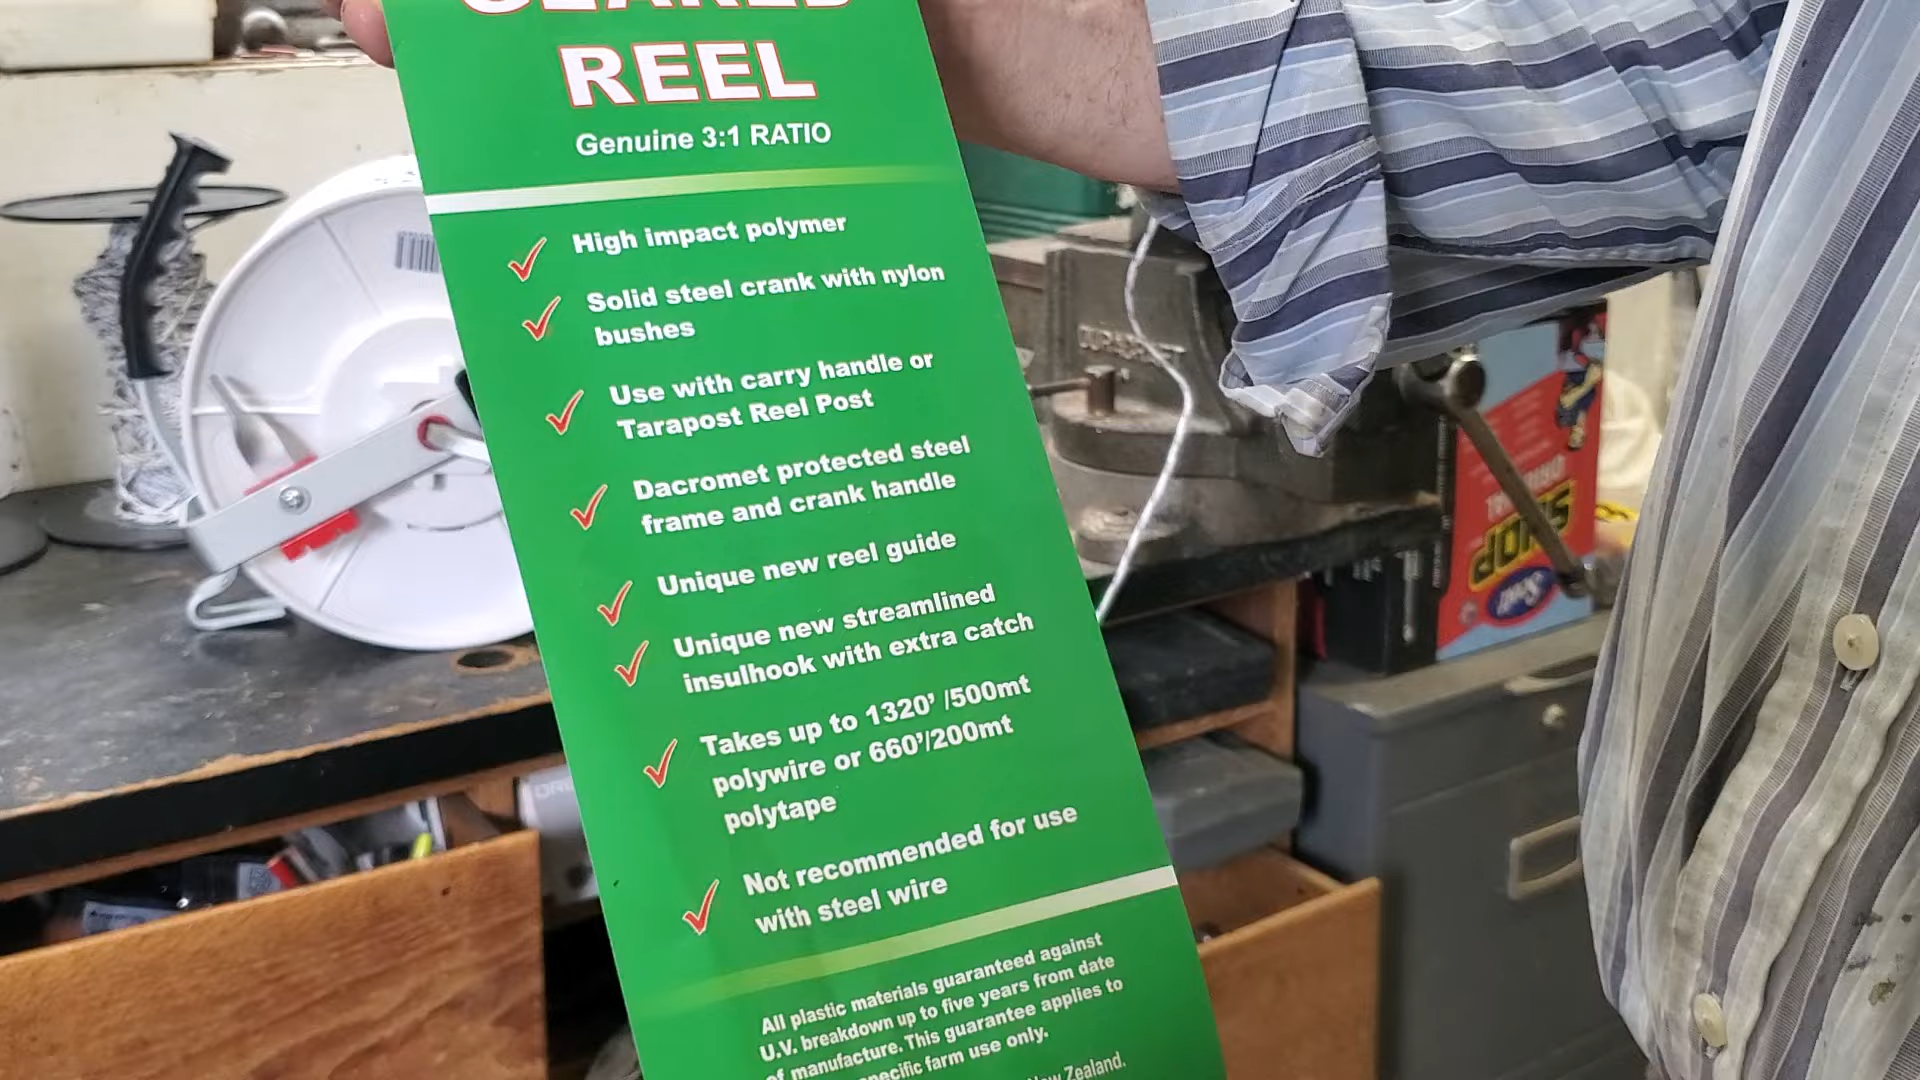 GEARED
REEL
Genuine 3:1 RATIO
High impact polymer
Solid steel crank with nylon
bushes
Use with carry handle or
Tarapost Reel Post
Dacromet protected steel
frame and crank handle
Unique new reel guide
Unique new streamlined
insulhook with extra catch
Takes up to 1320' /500mt
polywire or 660'/200mt
polytape
Not recommended for use
with steel wire
All plastic materials guaranteed against
U.V. breakdown up to five years from date
of manufacture. This guarantee applies to
specific farm use only.
New Zealand.
SHOP